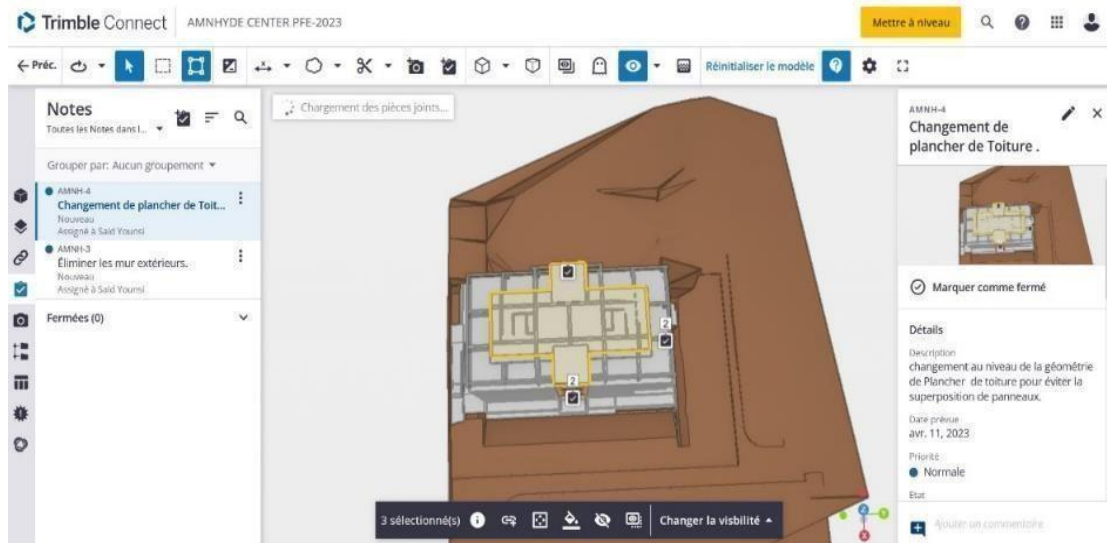 Trimble Connect
AMNHYDE CENTER PFE-2023
Mettre à niveau
Préc.
Réinitialiser le modèle
Notes
Toutes les Notes dans l...
Grouper par: Aucun groupement
AMNH-4
Changement de plancher de Toit...
Nouveau
Assigné à Said Younsi
AMNH-3
Éliminer les mur extérieurs.
Nouveau
Assigné à Said Younsi
Fermées (0)
Chargement des pièces joints...
2
2
3 sélectionné(s)
Changer la visbilité
AMNH-4
Changement de
plancher de Toiture .
Marquer comme fermé
Détails
Description
changement au niveau de la géométrie
de Plancher de toiture pour éviter la
superposition de panneaux.
Date prévue
avr. 11, 2023
Priorité
Normale
Etat
Ajouter un commentaire